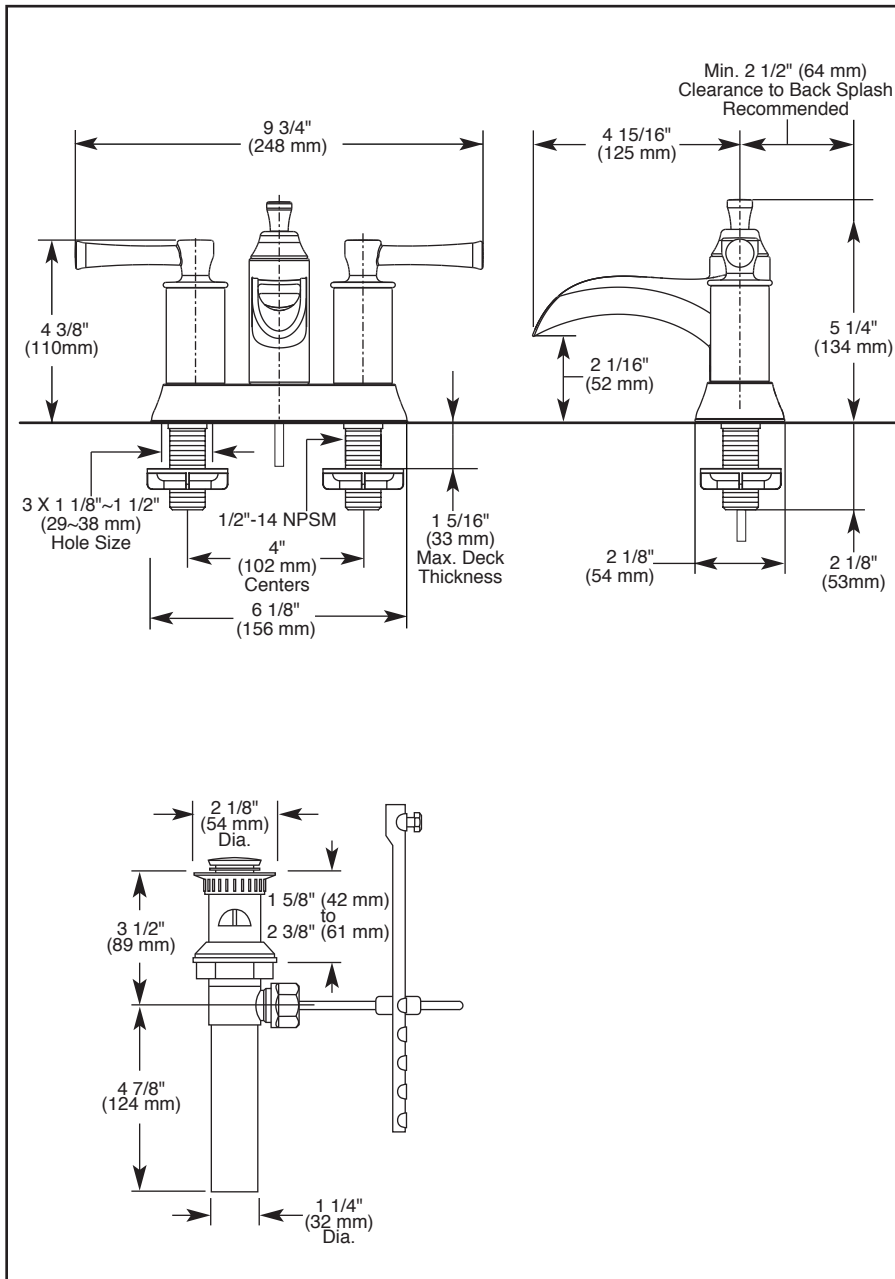 Min. 2 1/2" (64 mm)
Clearance to Back Splash
Recommended
9 3/4"
(248 mm)
4 15/16"
(125 mm)
4 3/8"
(110mm)
2 1/16"
(52 mm)
5 1/4"
(134 mm)
3 X 1 1/8"~1 1/2"
(29~38 mm)
Hole Size
1/2"-14 NPSM
4"
(102 mm)
Centers
1 5/16"
(33 mm)
Max. Deck
Thickness
6 1/8"
(156 mm)
2 1/8"
(54 mm)
2 1/8"
(53mm)
2 1/8"
(54 mm)
Dia.
1 5/8" (42 mm)
to
2 3/8" (61 mm)
3 1/2"
(89 mm)
4 7/8"
(124 mm)
1 1/4"
(32 mm)
Dia.